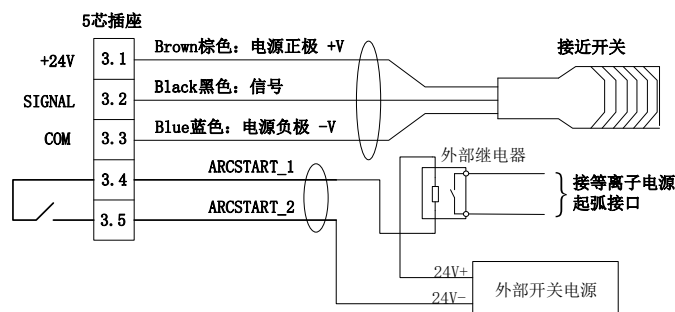 5芯插座
+24V 3.1 Brown棕色：电源正极 +V
接近开关
SIGNAL 3.2 Black黑色：信号
COM 3.3 Blue蓝色：电源负极 -V
3.4 ARCSTART_1
3.5 ARCSTART_2
外部继电器
接等离子电源
起弧接口
24V+
24V-
外部开关电源